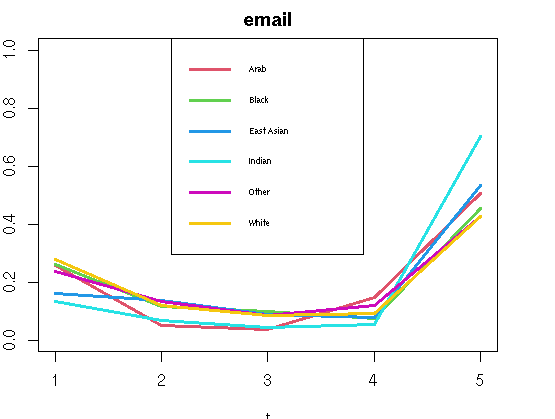 email
1.0
0.8
0.6
0.4
0.2
0.0
Arab
Black
East Asian
Indian
Other
White
1 2 3 4 5
t